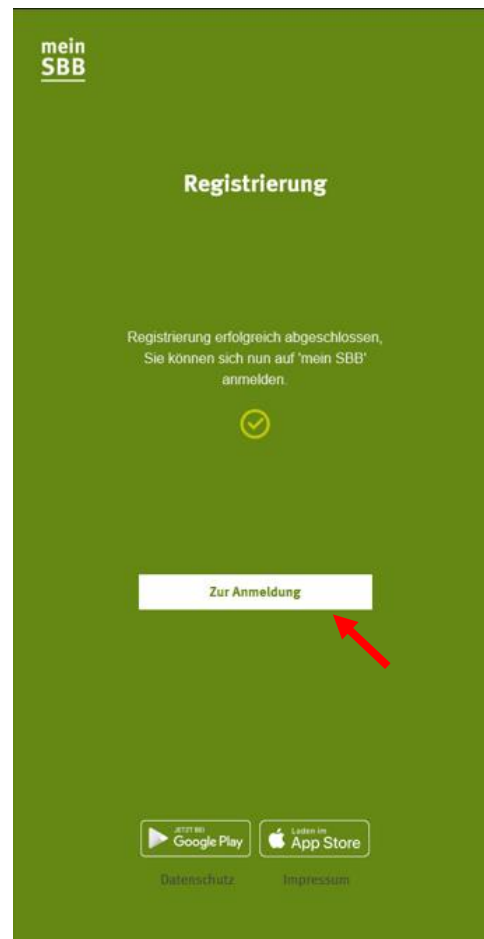 mein
SBB
Registrierung
Registrierung erfolgreich abgeschlossen,
Sie können sich nun auf 'mein SBB'
anmelden.
Zur Anmeldung
JETZT BEI
Google Play
Laden im
App Store
Datenschutz Impressum